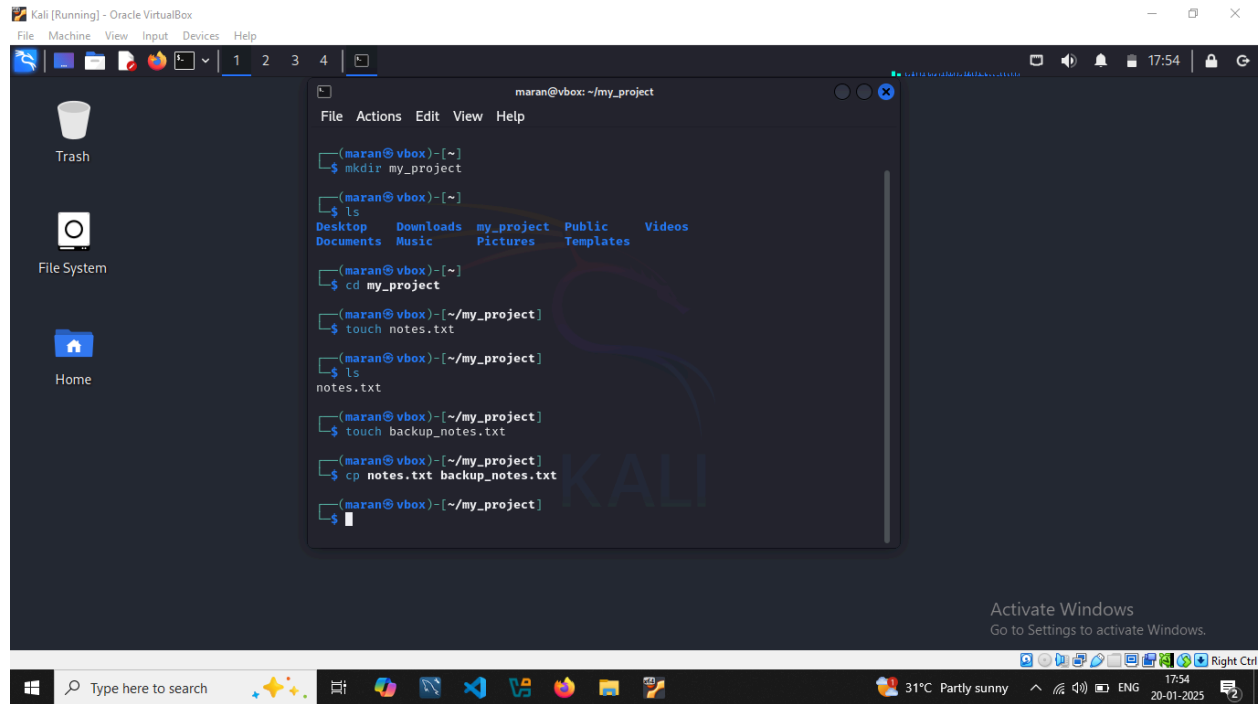 Kali [Running] - Oracle VirtualBox
File Machine View Input Devices Help
1 2 3 4
17:54
Trash
File System
Home
maran@vbox: ~/my_project
File Actions Edit View Help
┌──(maran㉿vbox)-[~]
└─$ mkdir my_project
┌──(maran㉿vbox)-[~]
└─$ ls
Desktop Downloads my_project Public Videos
Documents Music Pictures Templates
┌──(maran㉿vbox)-[~]
└─$ cd my_project
┌──(maran㉿vbox)-[~/my_project]
└─$ touch notes.txt
┌──(maran㉿vbox)-[~/my_project]
└─$ ls
notes.txt
┌──(maran㉿vbox)-[~/my_project]
└─$ touch backup_notes.txt
┌──(maran㉿vbox)-[~/my_project]
└─$ cp notes.txt backup_notes.txt
┌──(maran㉿vbox)-[~/my_project]
└─$
KALI
Activate Windows
Go to Settings to activate Windows.
Right Ctrl
Type here to search
31°C Partly sunny
ENG
17:54
20-01-2025
2